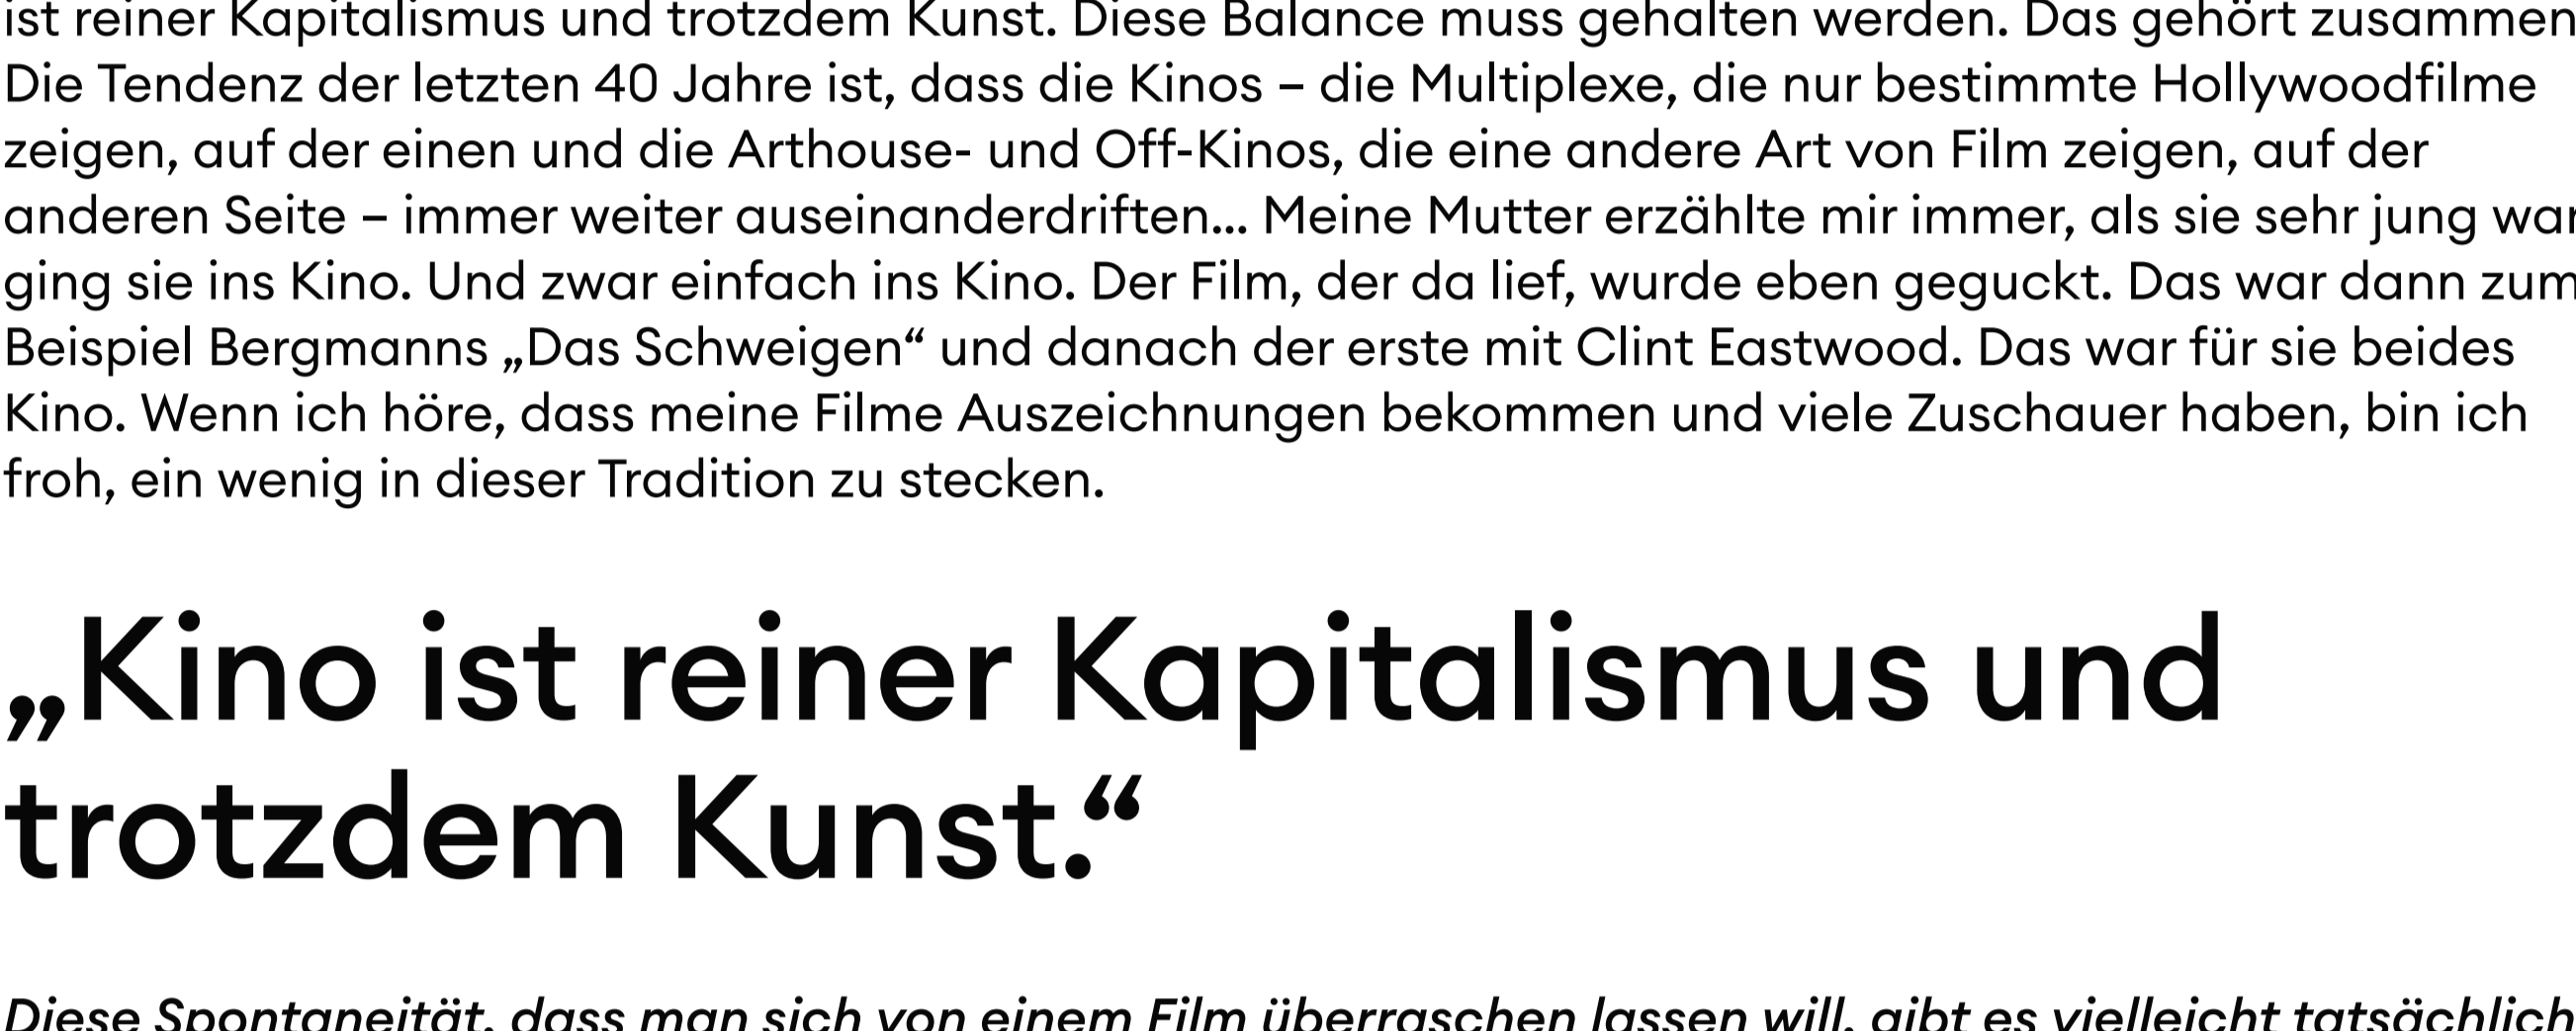 ist reiner Kapitalismus und trotzdem Kunst. Diese Balance muss gehalten werden. Das gehört zusammen
Die Tendenz der letzten 40 Jahre ist, dass die Kinos – die Multiplexe, die nur bestimmte Hollywoodfilme
zeigen, auf der einen und die Arthouse- und Off-Kinos, die eine andere Art von Film zeigen, auf der
anderen Seite – immer weiter auseinanderdriften... Meine Mutter erzählte mir immer, als sie sehr jung war
ging sie ins Kino. Und zwar einfach ins Kino. Der Film, der da lief, wurde eben geguckt. Das war dann zum
Beispiel Bergmanns „Das Schweigen“ und danach der erste mit Clint Eastwood. Das war für sie beides
Kino. Wenn ich höre, dass meine Filme Auszeichnungen bekommen und viele Zuschauer haben, bin ich
froh, ein wenig in dieser Tradition zu stecken.
„Kino ist reiner Kapitalismus und
trotzdem Kunst.“
Diese Spontaneität, dass man sich von einem Film überraschen lassen will, gibt es vielleicht tatsächlich